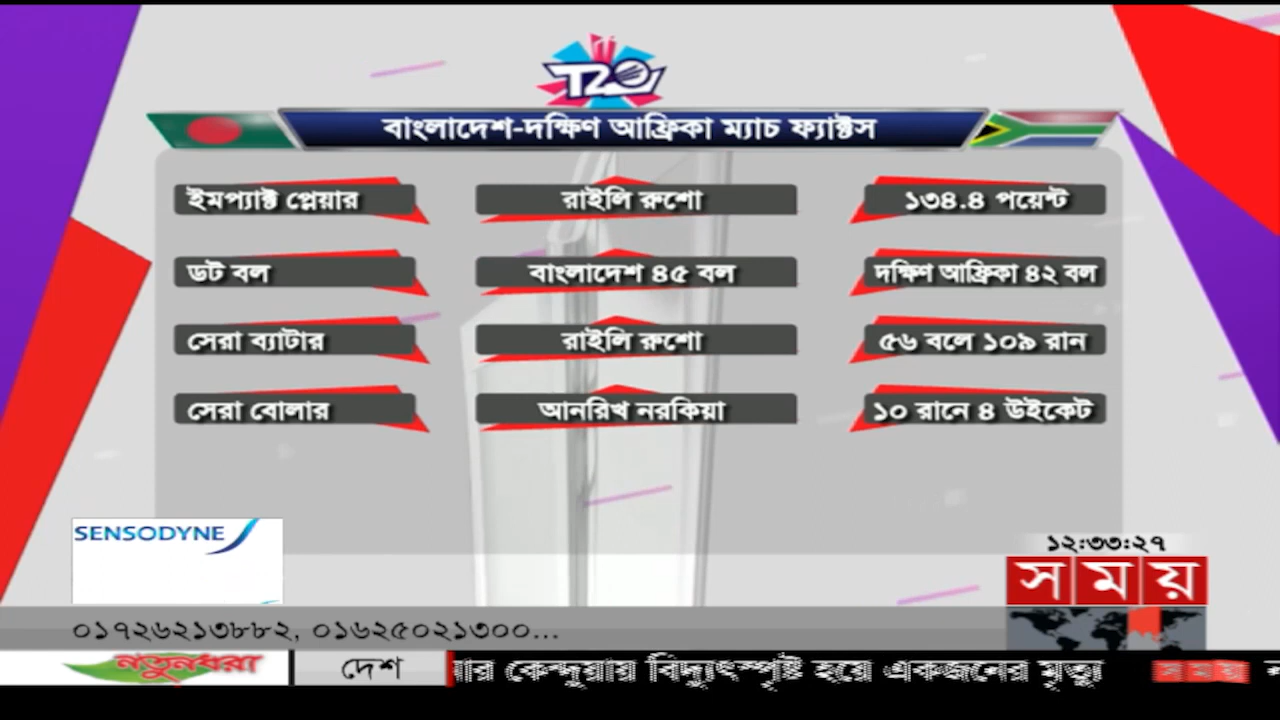 T20
বাংলাদেশ-দক্ষিণ আফ্রিকা ম্যাচ ফ্যাক্টস
ইমপ্যাক্ট প্লেয়ার রাইলি রুশো ১৩৪.৪ পয়েন্ট
ডট বল বাংলাদেশ ৪৫ বল দক্ষিণ আফ্রিকা ৪২ বল
সেরা ব্যাটার রাইলি রুশো ৫৬ বলে ১০৯ রান
সেরা বোলার আনরিখ নরকিয়া ১০ রানে ৪ উইকেট
SENSODYNE
১২:৩৩:২৭
সময়
০১৭২৬২১৩৮৮২, ০১৬২৫০২১৩০০...
নতুনধরা দেশ কেন্দুয়ায় বিদ্যুৎস্পৃষ্ট হয়ে একজনের মৃত্যু সময়